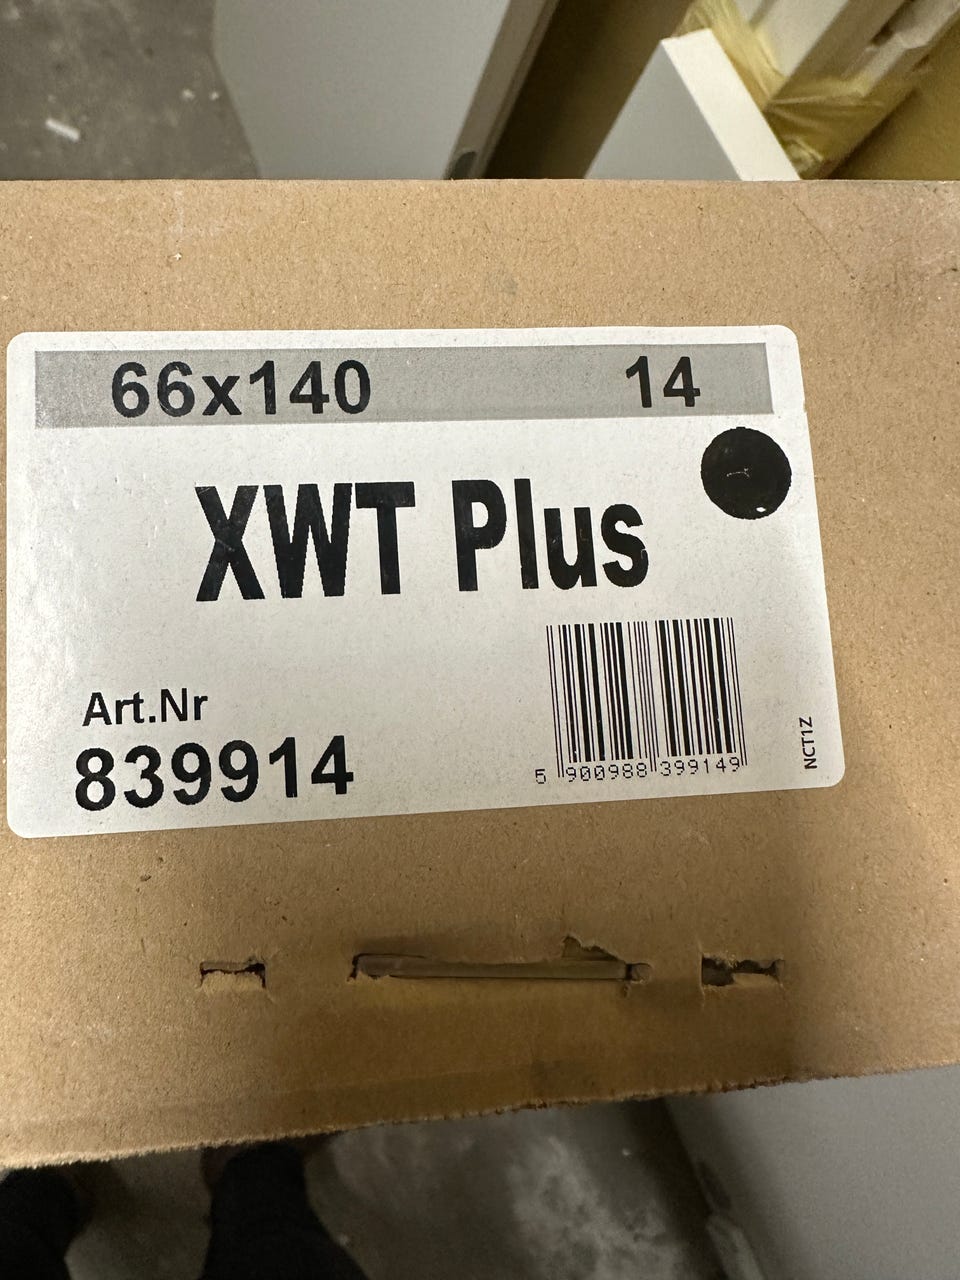 66x140 14
XWT Plus
Art.Nr
839914
5 900988 399149
NCT1Z